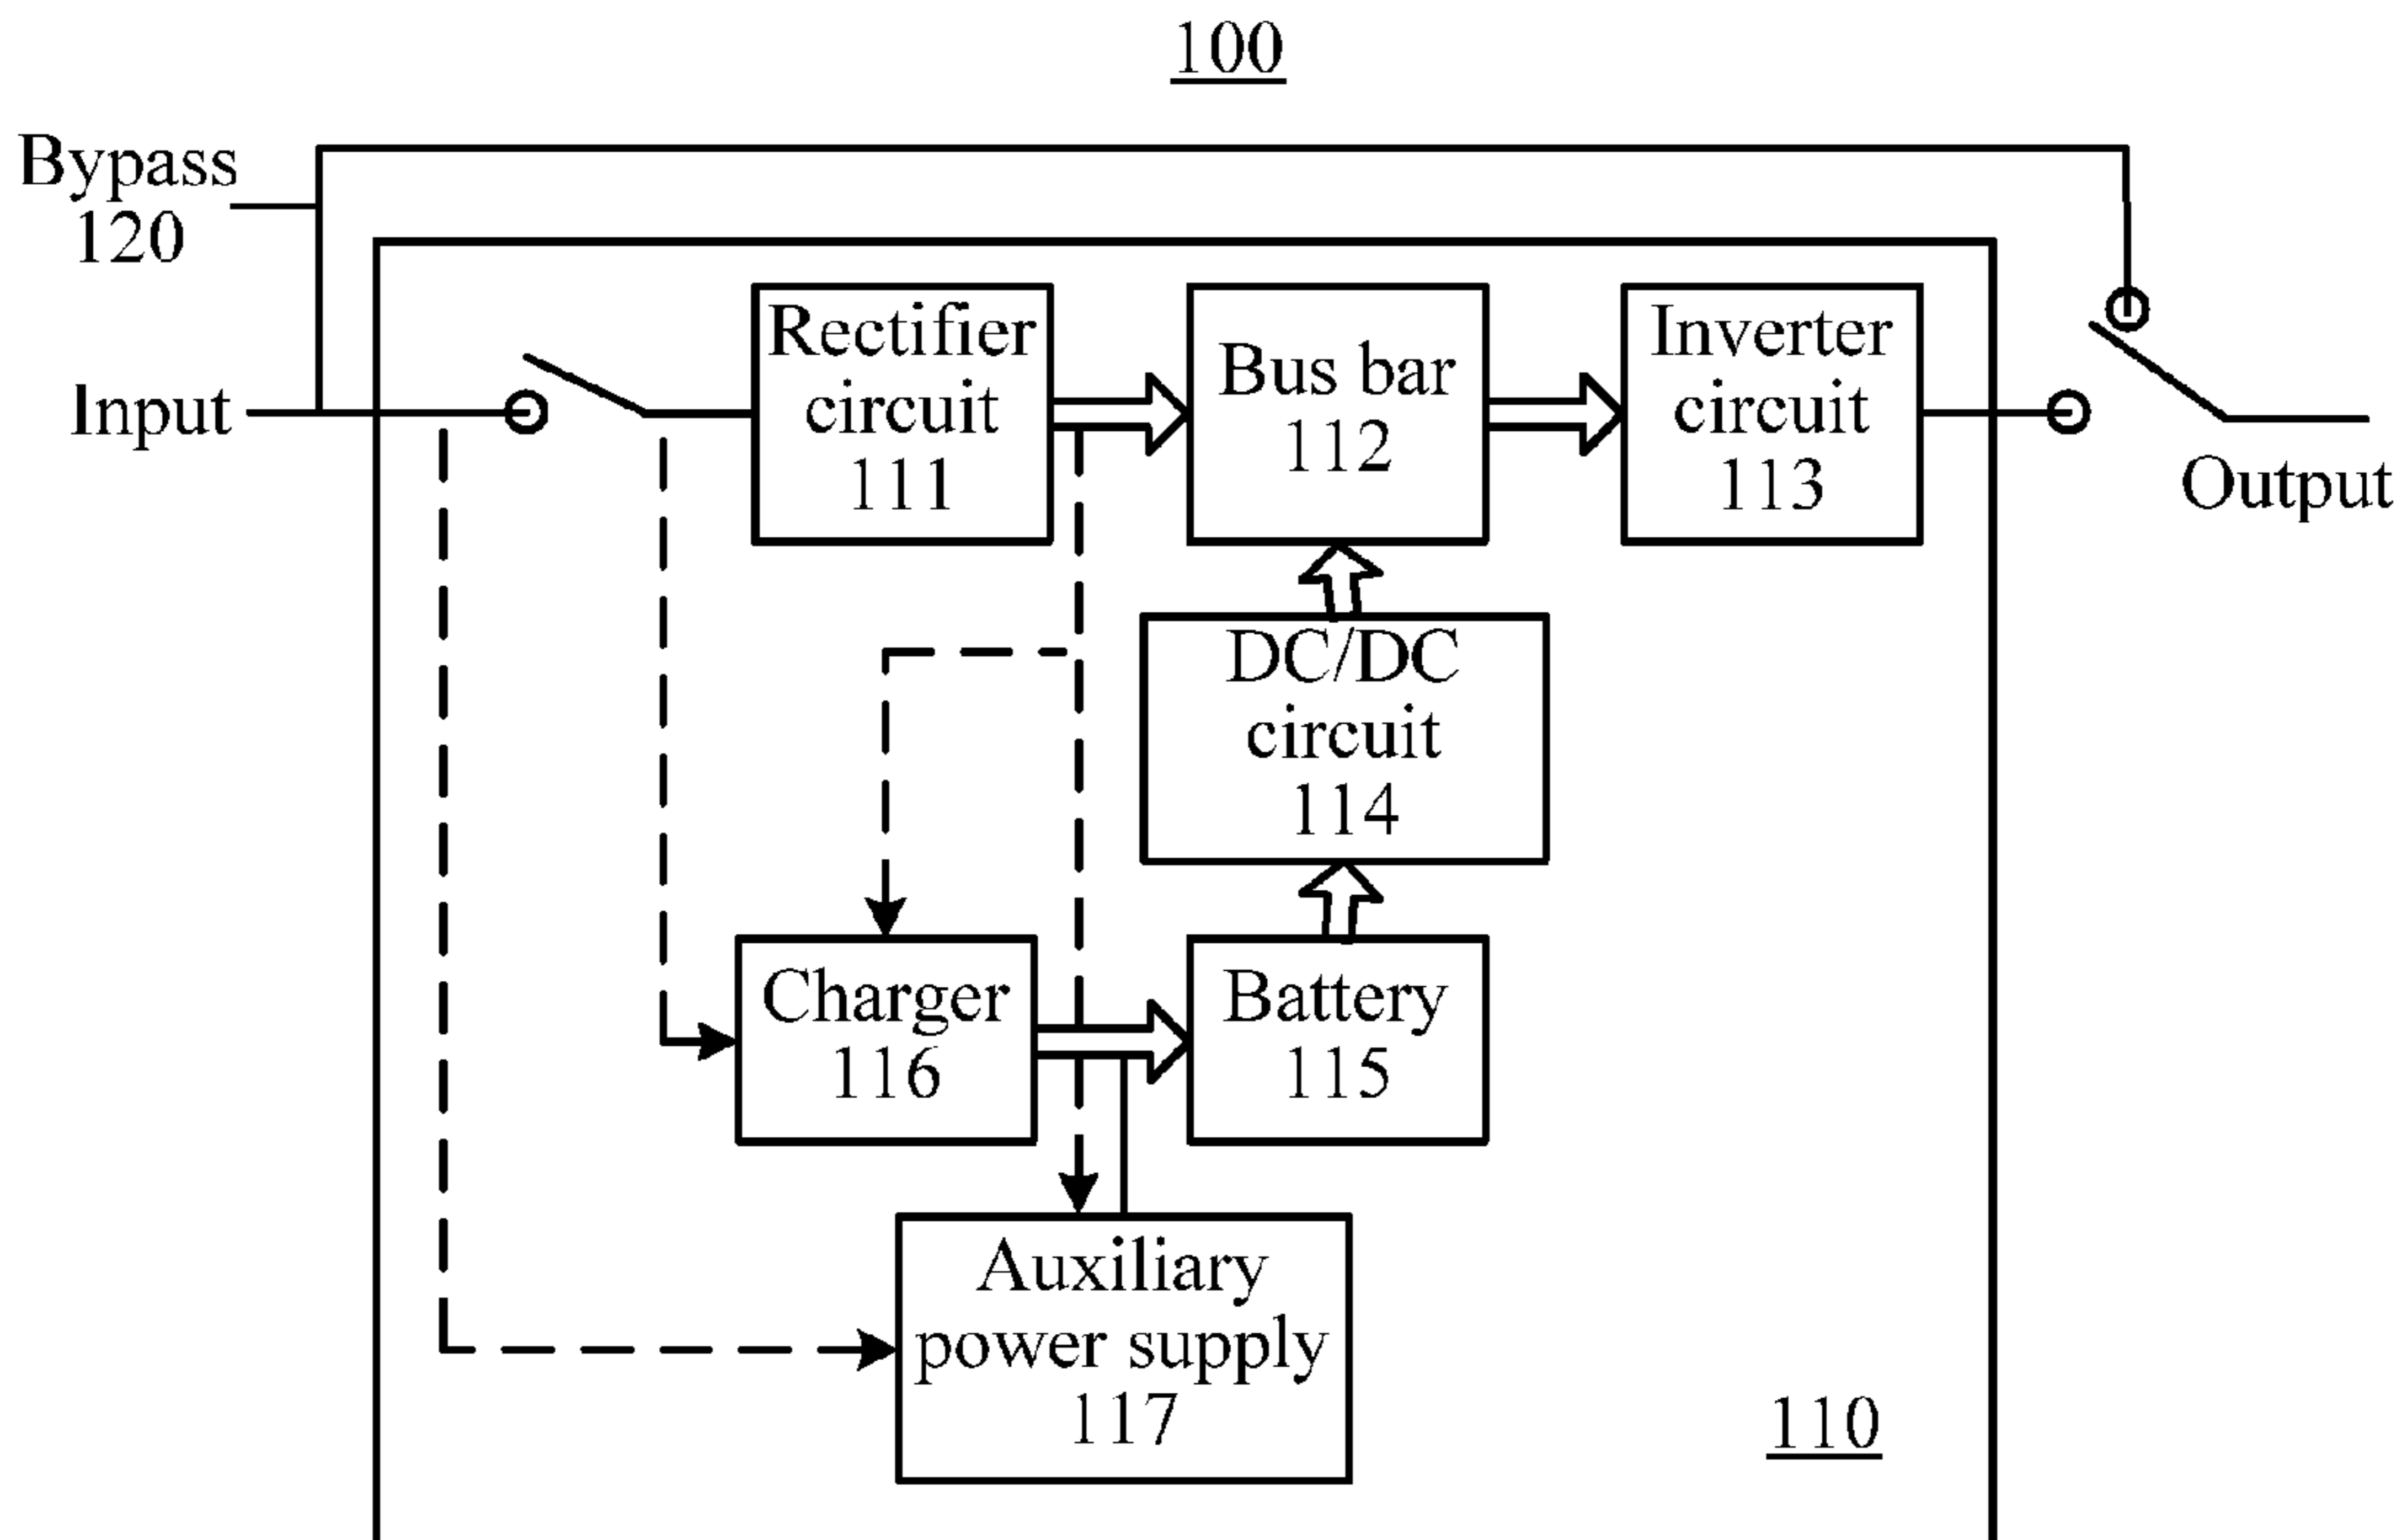 100
Bypass
120
Input
Rectifier
circuit
111
Bus bar
112
Inverter
circuit
113
Output
DC/DC
circuit
114
Charger
116
Battery
115
Auxiliary
power supply
117
110